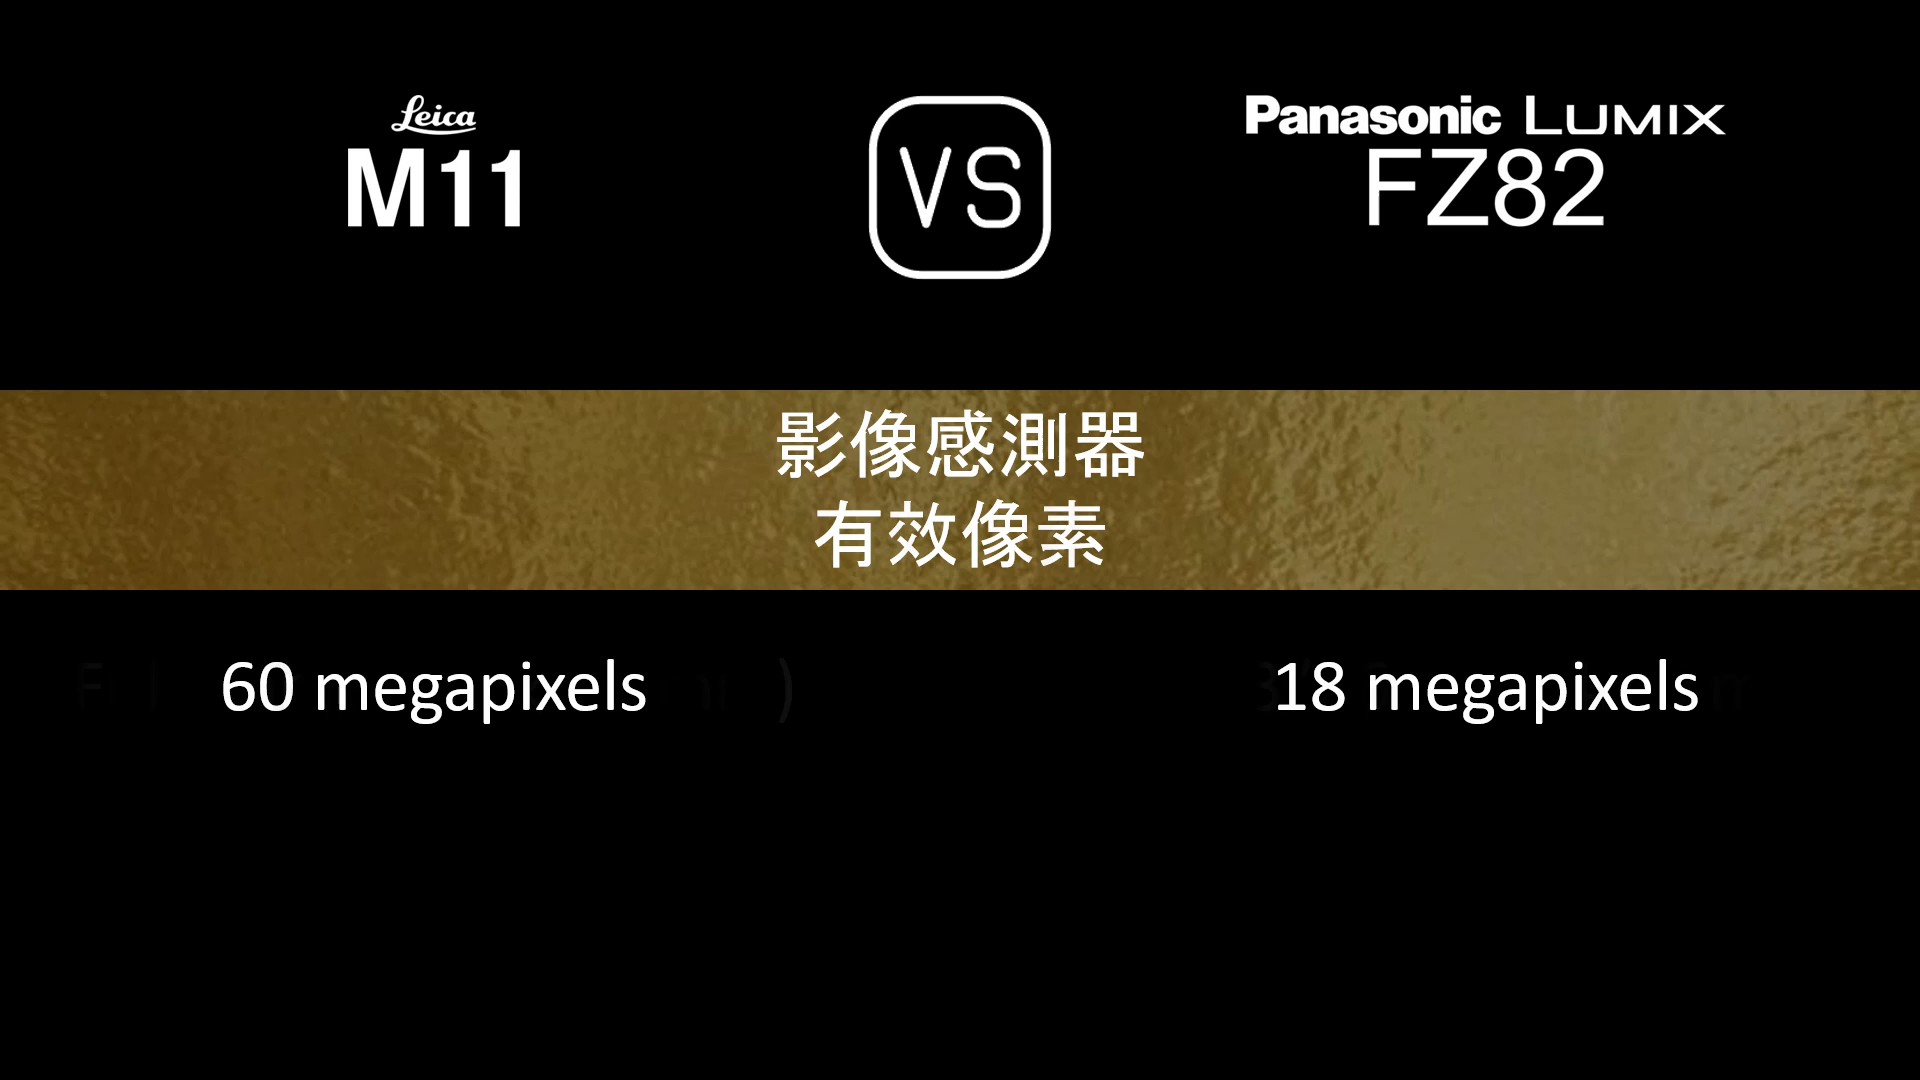 Leica
M11
VS
Panasonic LUMIX
FZ82
影像感測器
有效像素
60 megapixels
18 megapixels